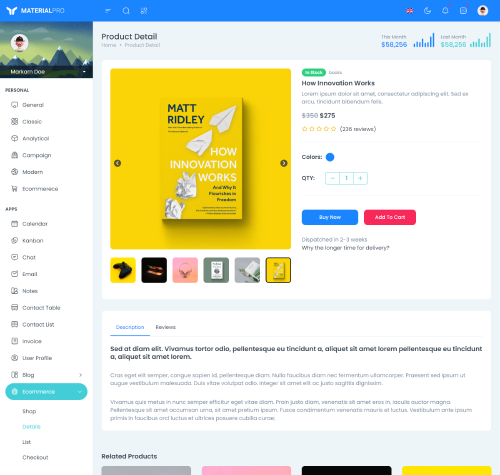 MATERIALPRO
Markarn Doe
PERSONAL
General
Classic
Analytical
Campaign
Modern
Ecommerece
APPS
Calendar
Kanban
Chat
Email
Notes
Contact Table
Contact List
Invoice
User Profile
Blog
Ecommerce
Shop
Details
List
Checkout
Product Detail
Home • Product Detail
This Month
$58,256
Last Month
$58,256
MATT
RIDLEY
HOW
INNOVATION
WORKS
And Why It
Flourishes in
Freedom
In Stock books
How Innovation Works
Lorem ipsum dolor sit amet, consectetur adipiscing elit. Sed ex
arcu, tincidunt bibendum felis.
$350 $275
(226 reviews)
Colors:
QTY: − 1 +
Buy Now
Add To Cart
Dispatched in 2-3 weeks
Why the longer time for delivery?
Description Reviews
Sed at diam elit. Vivamus tortor odio, pellentesque eu tincidunt a, aliquet sit amet lorem pellentesque eu tincidunt
a, aliquet sit amet lorem.
Cras eget elit semper, congue sapien id, pellentesque diam. Nulla faucibus diam nec fermentum ullamcorper. Praesent sed ipsum ut
augue vestibulum malesuada. Duis vitae volutpat odio. Integer sit amet elit ac justo sagittis dignissim.
Vivamus quis metus in nunc semper efficitur eget vitae diam. Proin justo diam, venenatis sit amet eros in, iaculis auctor magna.
Pellentesque sit amet accumsan urna, sit amet pretium ipsum. Fusce condimentum venenatis mauris et luctus. Vestibulum ante ipsum
primis in faucibus orci luctus et ultrices posuere cubilia curae;
Related Products